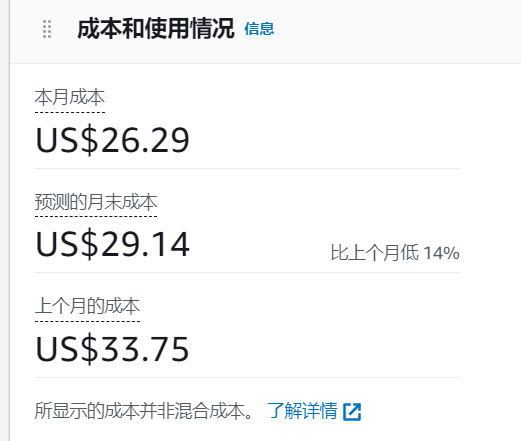 成本和使用情况 信息
本月成本
US$26.29
预测的月末成本
US$29.14 比上个月低 14%
上个月的成本
US$33.75
所显示的成本并非混合成本。 了解详情